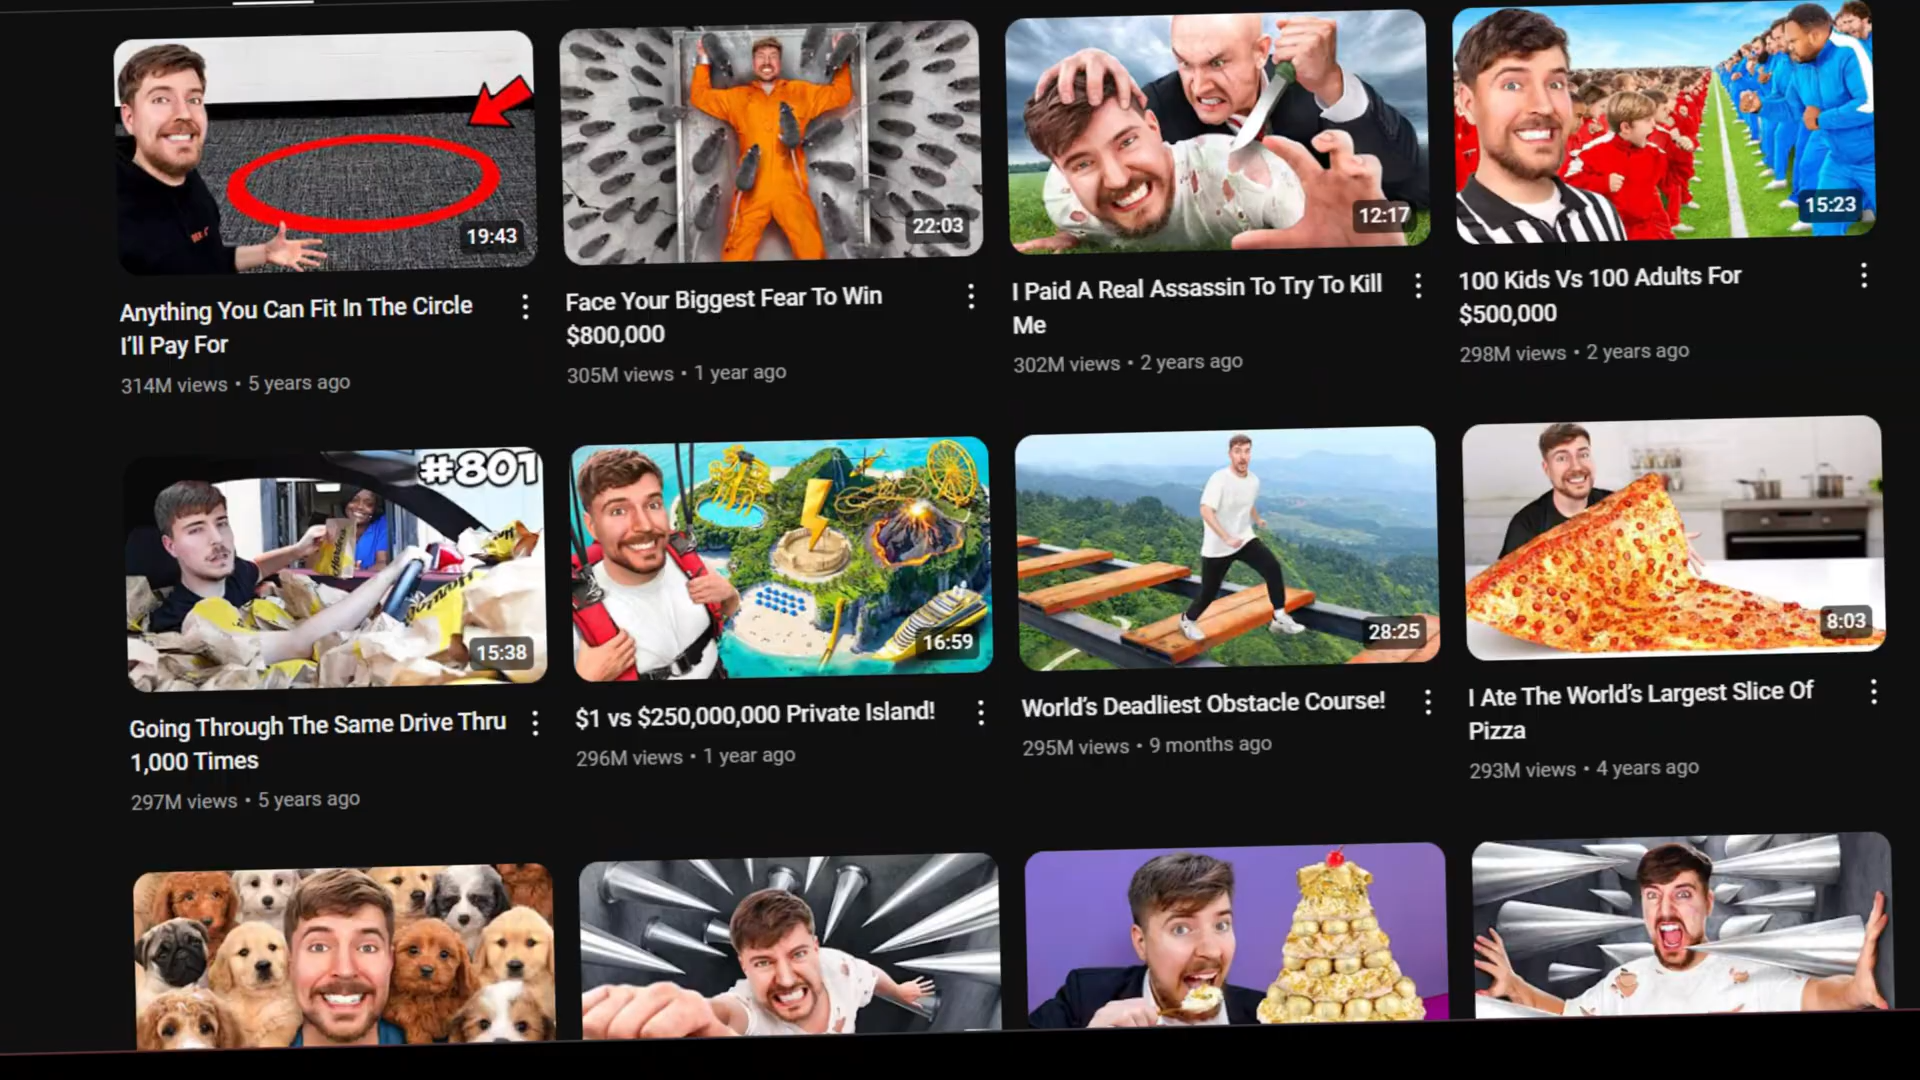 19:43
22:03
12:17
15:23
Anything You Can Fit In The Circle
I'll Pay For
314M views • 5 years ago
Face Your Biggest Fear To Win
$800,000
305M views • 1 year ago
I Paid A Real Assassin To Try To Kill
Me
302M views • 2 years ago
100 Kids Vs 100 Adults For
$500,000
298M views • 2 years ago
#801
15:38
16:59
28:25
8:03
Going Through The Same Drive Thru
1,000 Times
297M views • 5 years ago
$1 vs $250,000,000 Private Island!
296M views • 1 year ago
World's Deadliest Obstacle Course!
295M views • 9 months ago
I Ate The World's Largest Slice Of
Pizza
293M views • 4 years ago